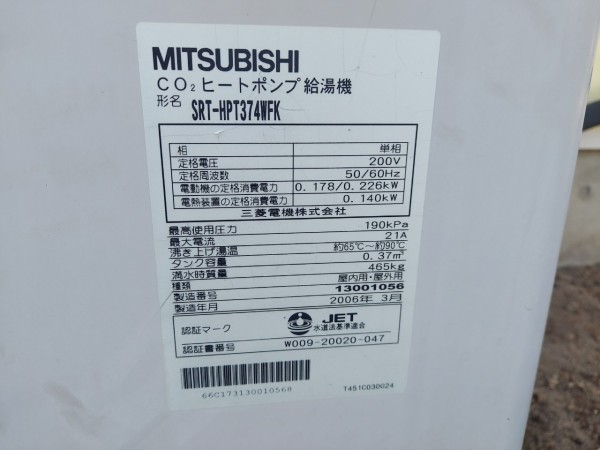 MITSUBISHI
CO₂ヒートポンプ給湯機
形名 SRT-HPT374WFK
相 単相
定格電圧 200V
定格周波数 50/60Hz
電動機の定格消費電力 0.178/0.226kW
電熱装置の定格消費電力 0.140kW
三菱電機株式会社
最高使用圧力 190kPa
最大電流 21A
沸き上げ湯温 約65℃〜約90℃
タンク容量 0.37m³
満水時質量 465kg
種類 屋内用・屋外用
製造番号 13001056
製造年月 2006年 3月
認証マーク JET
水道法基準適合
認証書番号 W009-20020-047
66C173130010568
T451C030G24